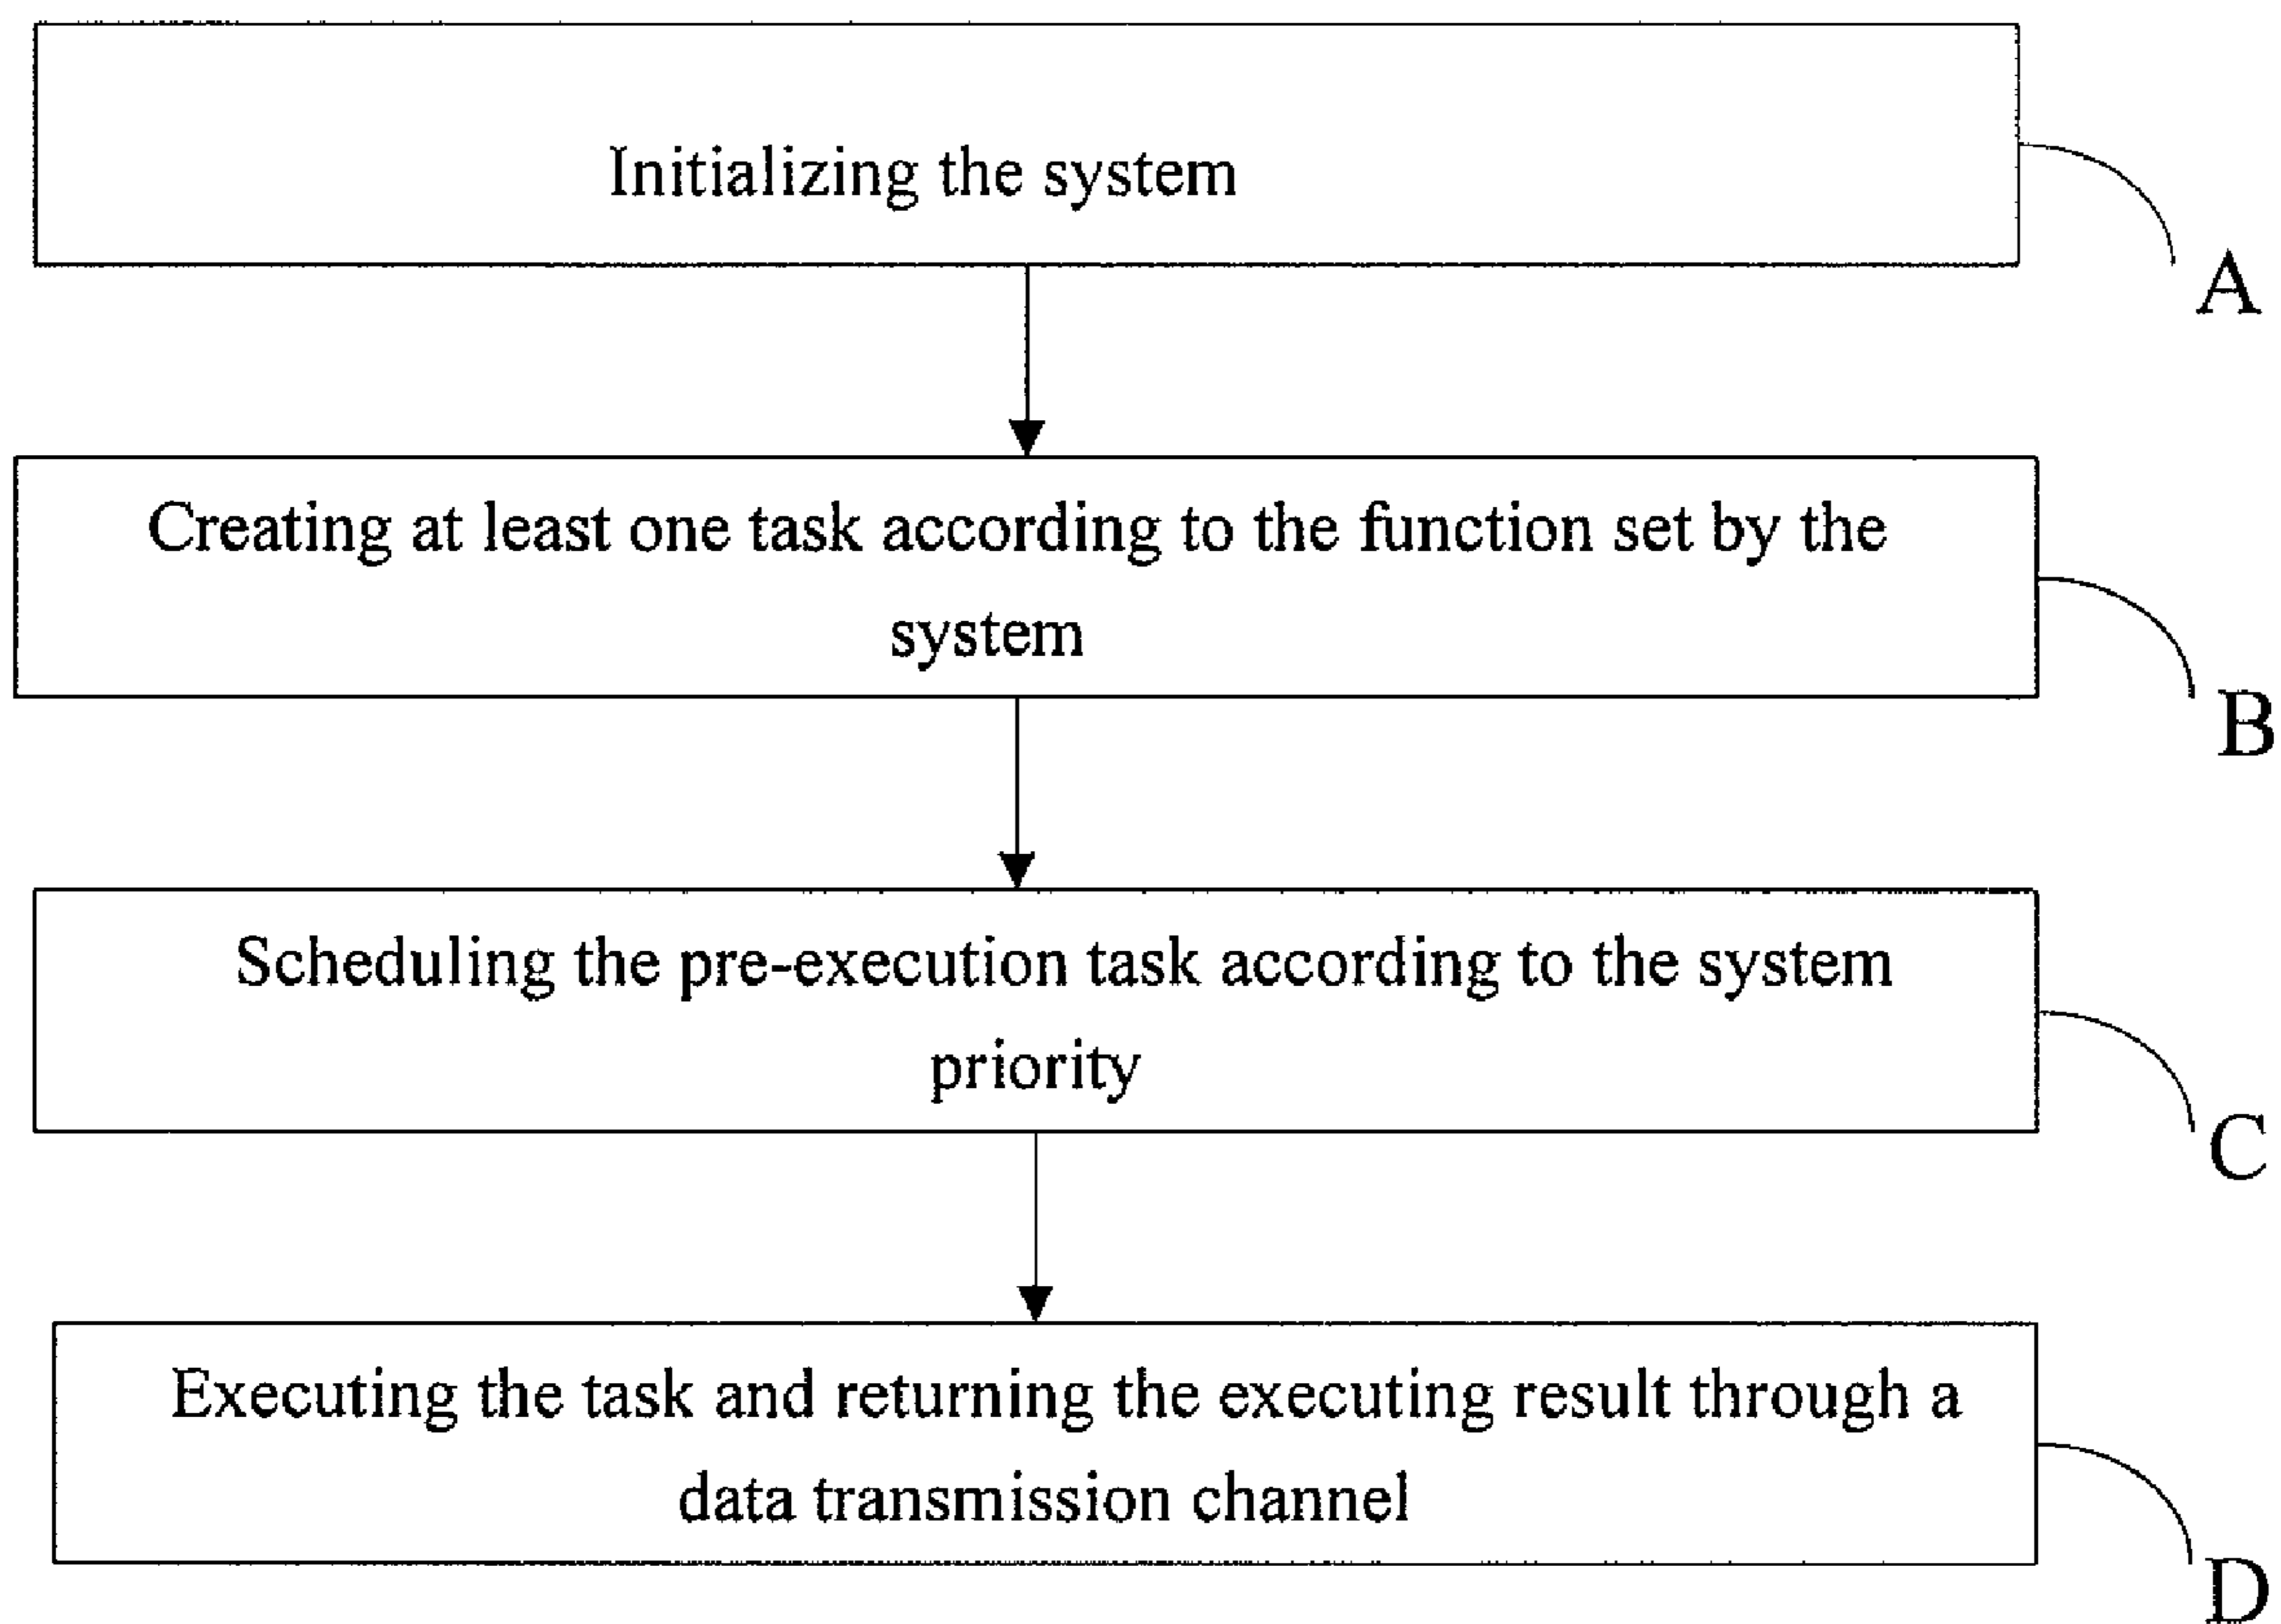 Initializing the system
A
Creating at least one task according to the function set by the
system
B
Scheduling the pre-execution task according to the system
priority
C
Executing the task and returning the executing result through a
data transmission channel
D